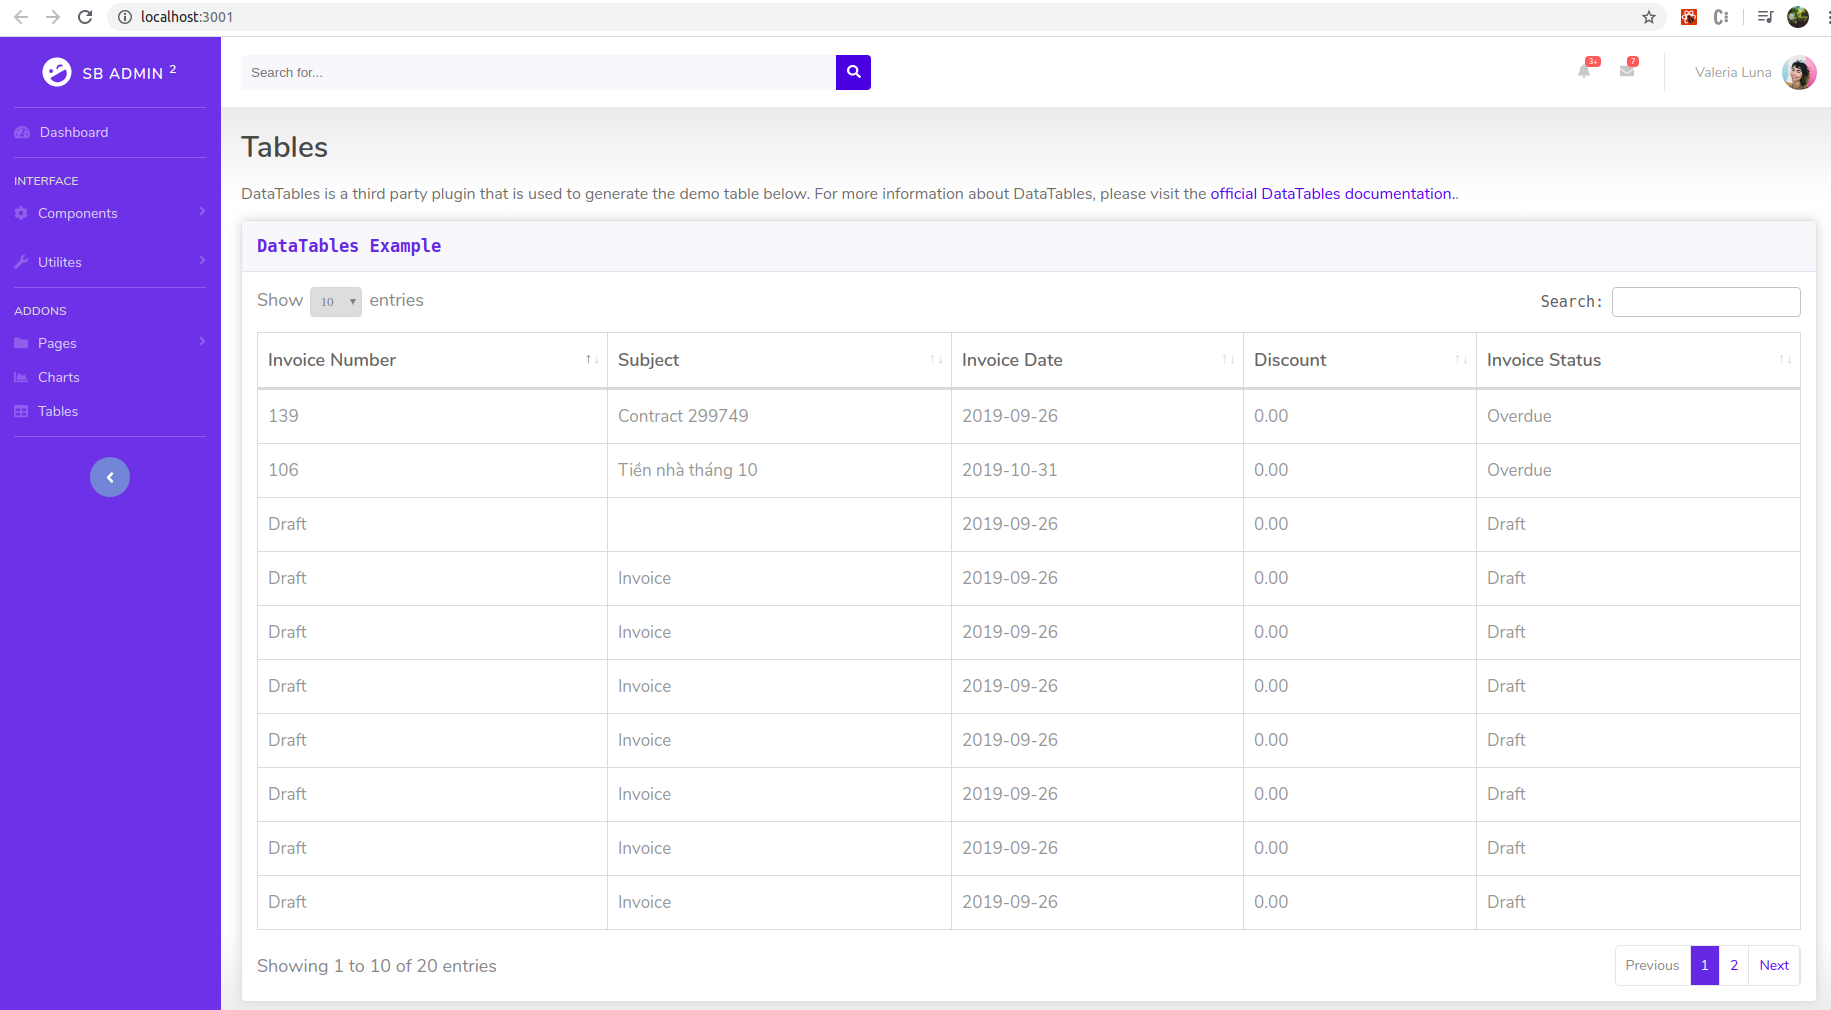 localhost:3001
SB ADMIN 2
Search for...
3+
7
Valeria Luna
Dashboard
INTERFACE
Components
Utilites
ADDONS
Pages
Charts
Tables
Tables
DataTables is a third party plugin that is used to generate the demo table below. For more information about DataTables, please visit the official DataTables documentation..
DataTables Example
Show 10 entries
Search:
Invoice Number Subject Invoice Date Discount Invoice Status
139 Contract 299749 2019-09-26 0.00 Overdue
106 Tiền nhà tháng 10 2019-10-31 0.00 Overdue
Draft 2019-09-26 0.00 Draft
Draft Invoice 2019-09-26 0.00 Draft
Draft Invoice 2019-09-26 0.00 Draft
Draft Invoice 2019-09-26 0.00 Draft
Draft Invoice 2019-09-26 0.00 Draft
Draft Invoice 2019-09-26 0.00 Draft
Draft Invoice 2019-09-26 0.00 Draft
Draft Invoice 2019-09-26 0.00 Draft
Showing 1 to 10 of 20 entries
Previous 1 2 Next